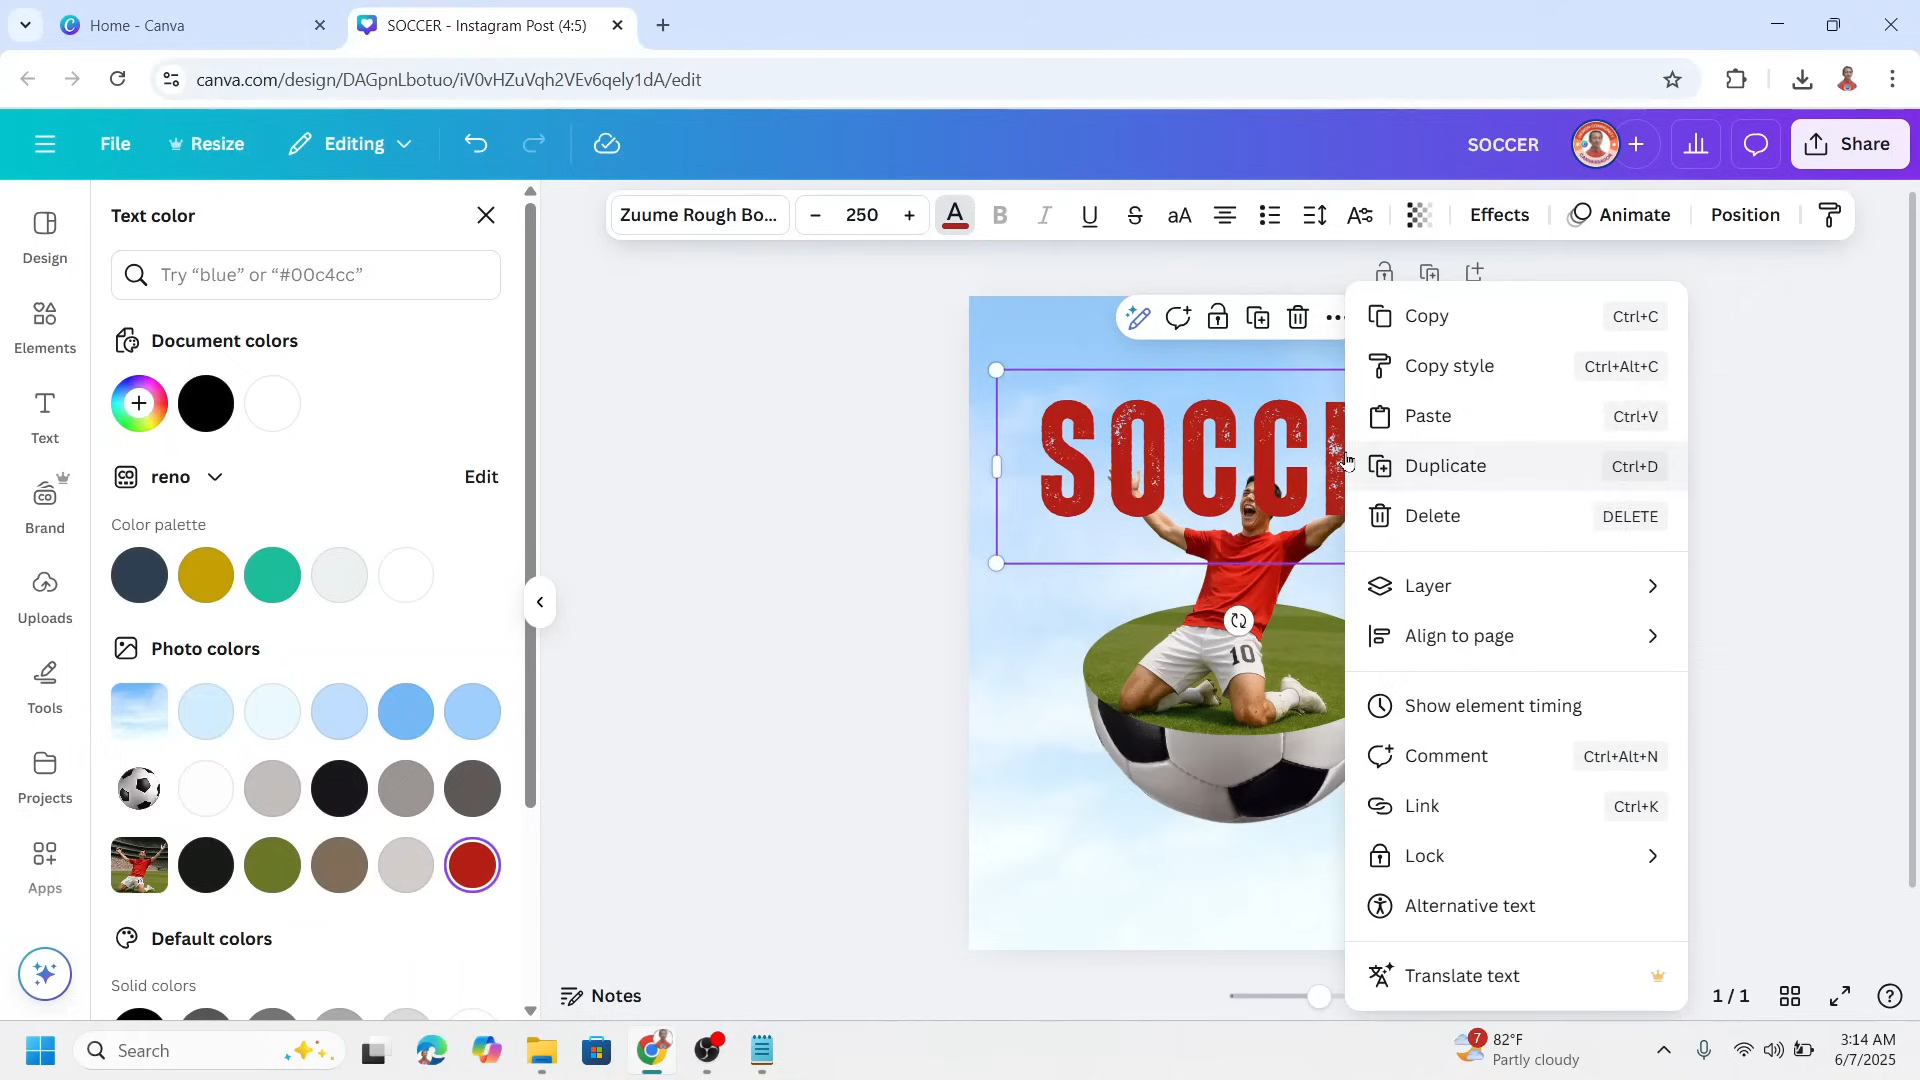 Home - Canva
SOCCER - Instagram Post (4:5)
canva.com/design/DAGpnLbotuo/iV0vHZuVqh2VEv6qely1dA/edit
File
Resize
Editing
SOCCER
Share
Design
Elements
Text
Brand
Uploads
Tools
Projects
Apps
Text color
Try “blue” or “#00c4cc”
Document colors
reno
Edit
Color palette
Photo colors
Default colors
Solid colors
Zuume Rough Bo...
250
A
B
I
U
S
aA
Effects
Animate
Position
SOCCE
10
Copy
Ctrl+C
Copy style
Ctrl+Alt+C
Paste
Ctrl+V
Duplicate
Ctrl+D
Delete
DELETE
Layer
Align to page
Show element timing
Comment
Ctrl+Alt+N
Link
Ctrl+K
Lock
Alternative text
Translate text
Notes
1 / 1
Search
7
82°F
Partly cloudy
3:14 AM
6/7/2025